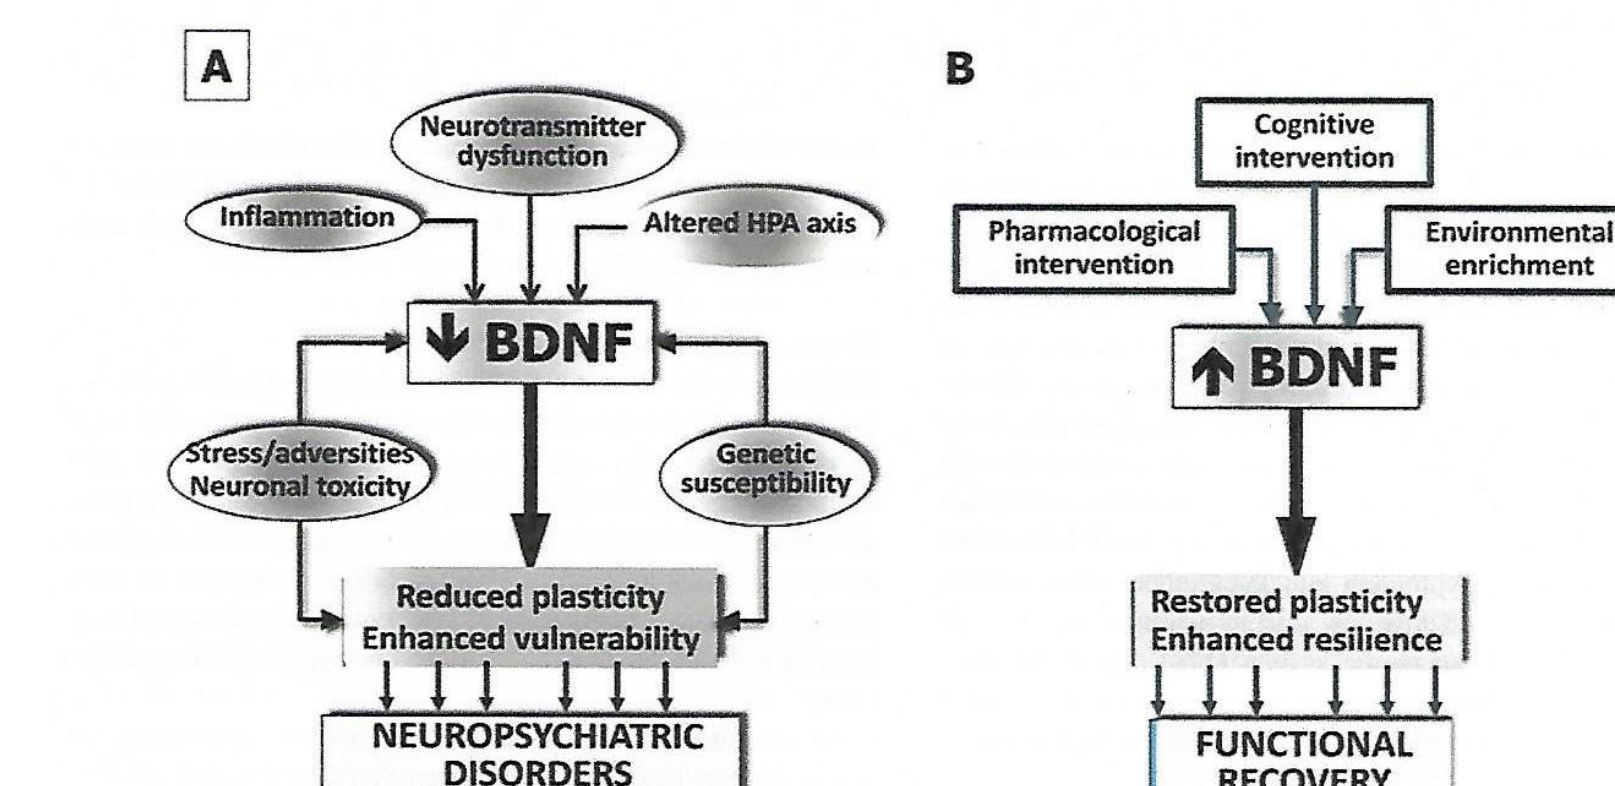 A
Neurotransmitter
dysfunction
Inflammation
Altered HPA axis
↓ BDNF
Stress/adversities
Neuronal toxicity
Genetic
susceptibility
Reduced plasticity
Enhanced vulnerability
NEUROPSYCHIATRIC
DISORDERS
B
Cognitive
intervention
Pharmacological
intervention
Environmental
enrichment
↑ BDNF
Restored plasticity
Enhanced resilience
FUNCTIONAL
RECOVERY